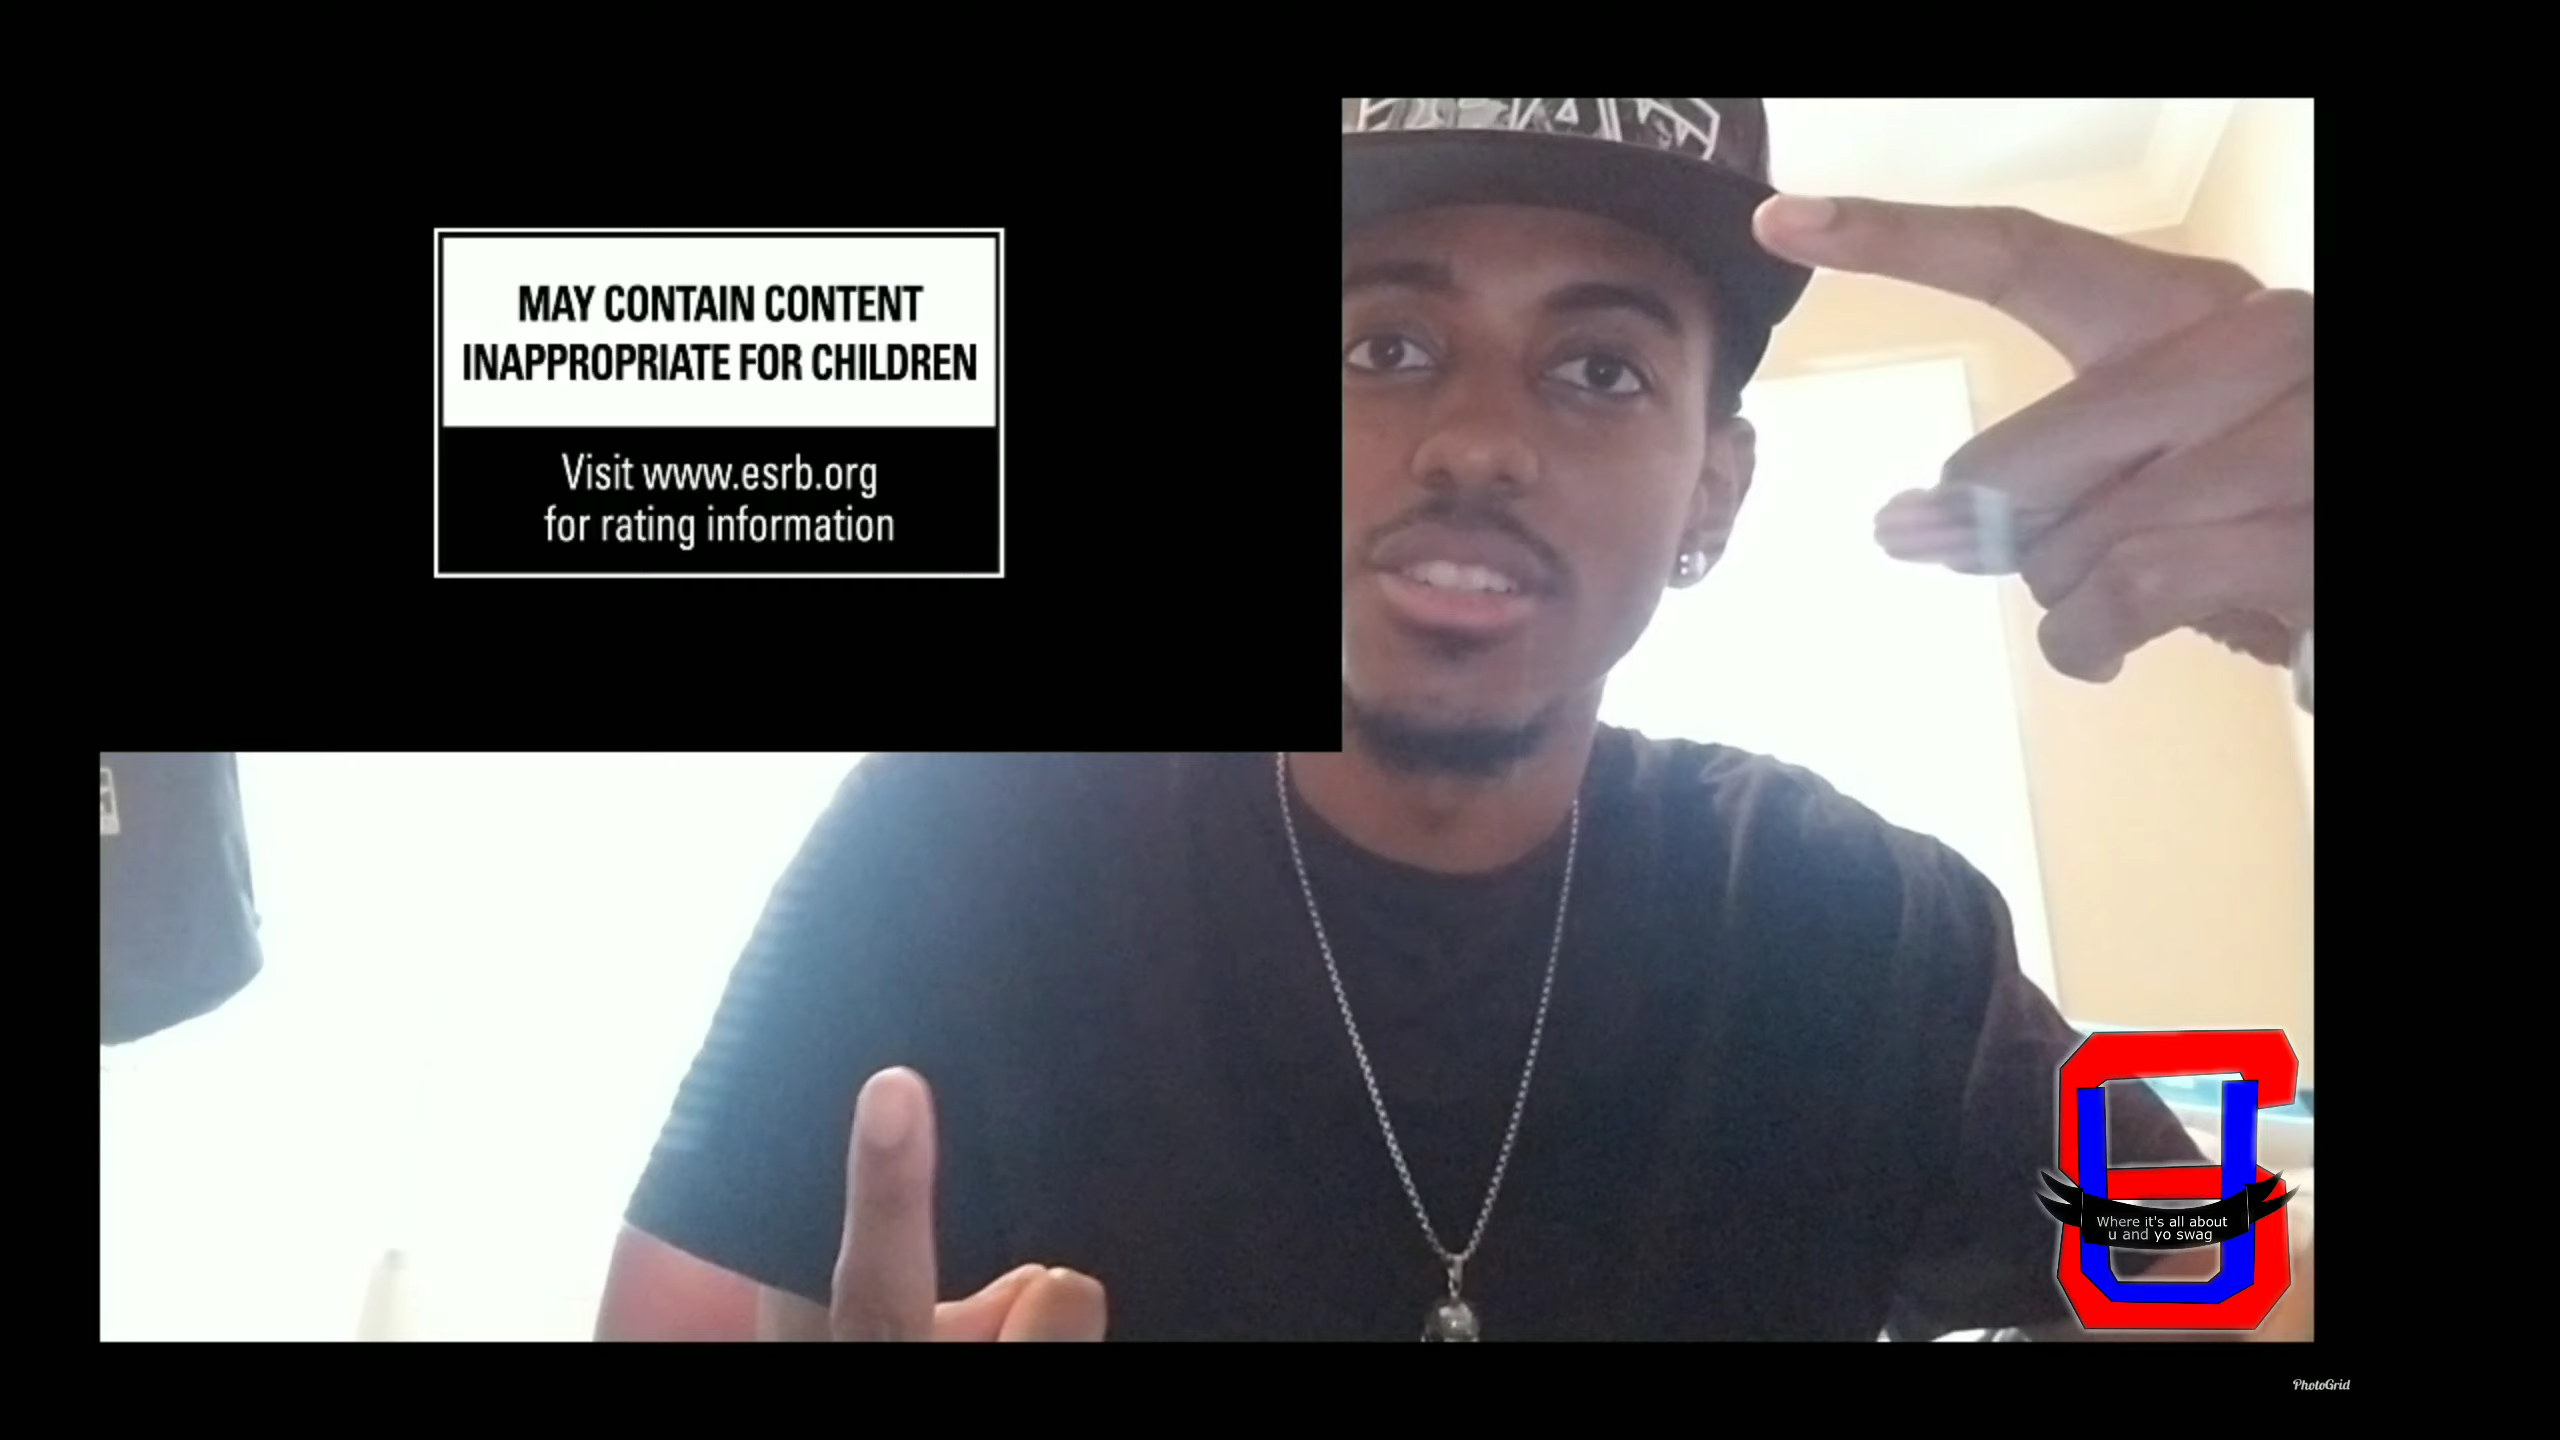 MAY CONTAIN CONTENT
INAPPROPRIATE FOR CHILDREN
Visit www.esrb.org
for rating information
Where it's all about
u and yo swag
PhotoGrid